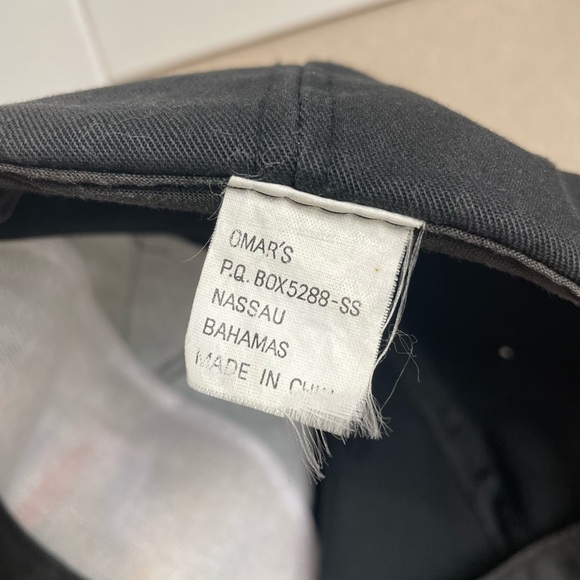 OMAR'S
P.O. BOX5288-SS
NASSAU
BAHAMAS
MADE IN